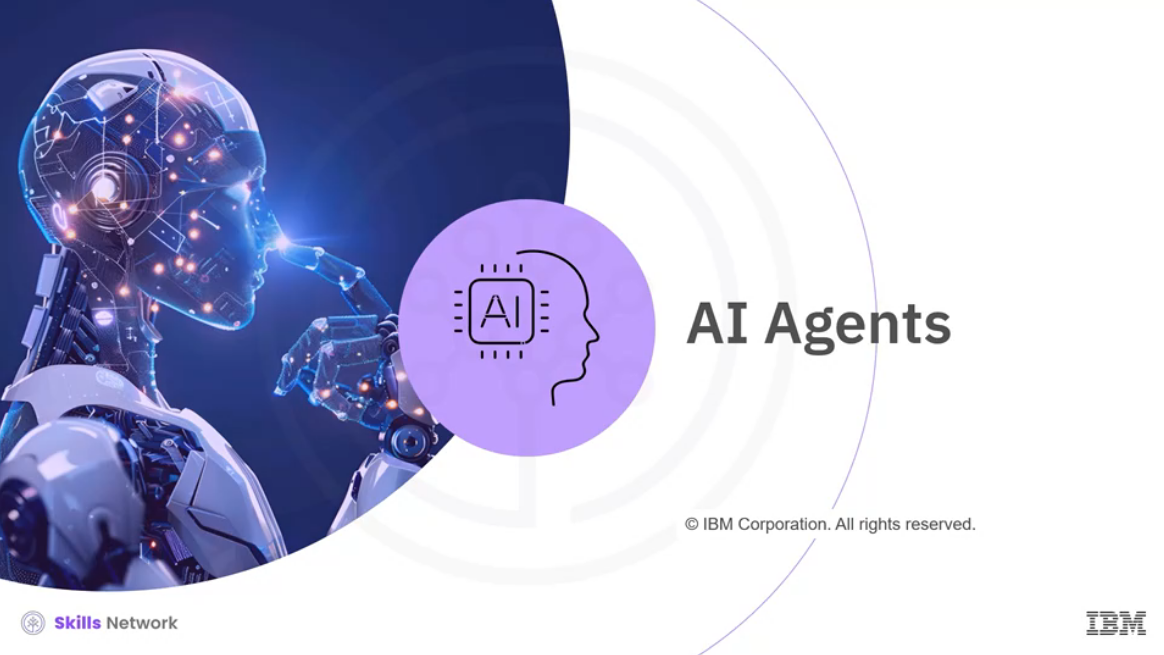 AI
AI Agents
© IBM Corporation. All rights reserved.
Skills Network
IBM